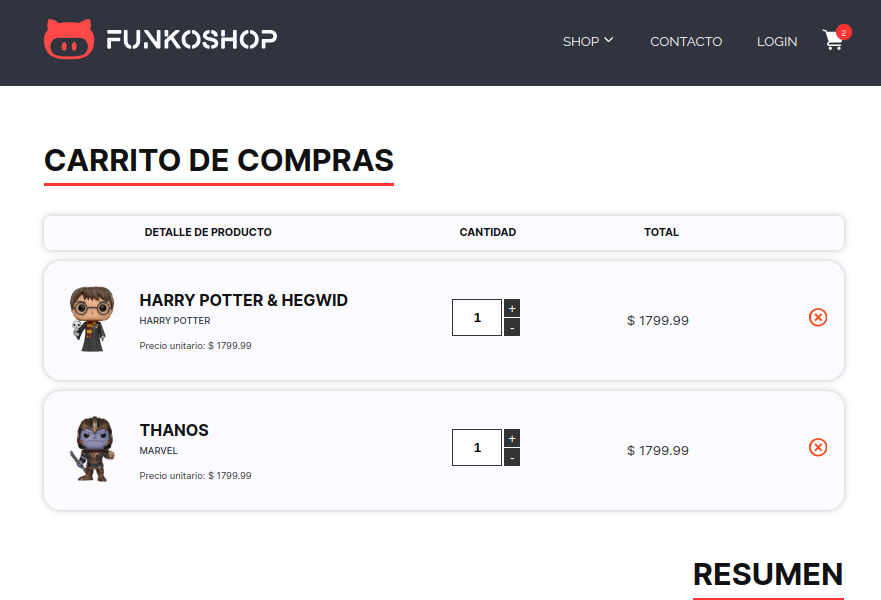 FUNKOSHOP
SHOP
CONTACTO
LOGIN
2
CARRITO DE COMPRAS
DETALLE DE PRODUCTO
CANTIDAD
TOTAL
HARRY POTTER & HEGWID
HARRY POTTER
Precio unitario: $ 1799.99
1
+
-
$ 1799.99
THANOS
MARVEL
Precio unitario: $ 1799.99
1
+
-
$ 1799.99
RESUMEN